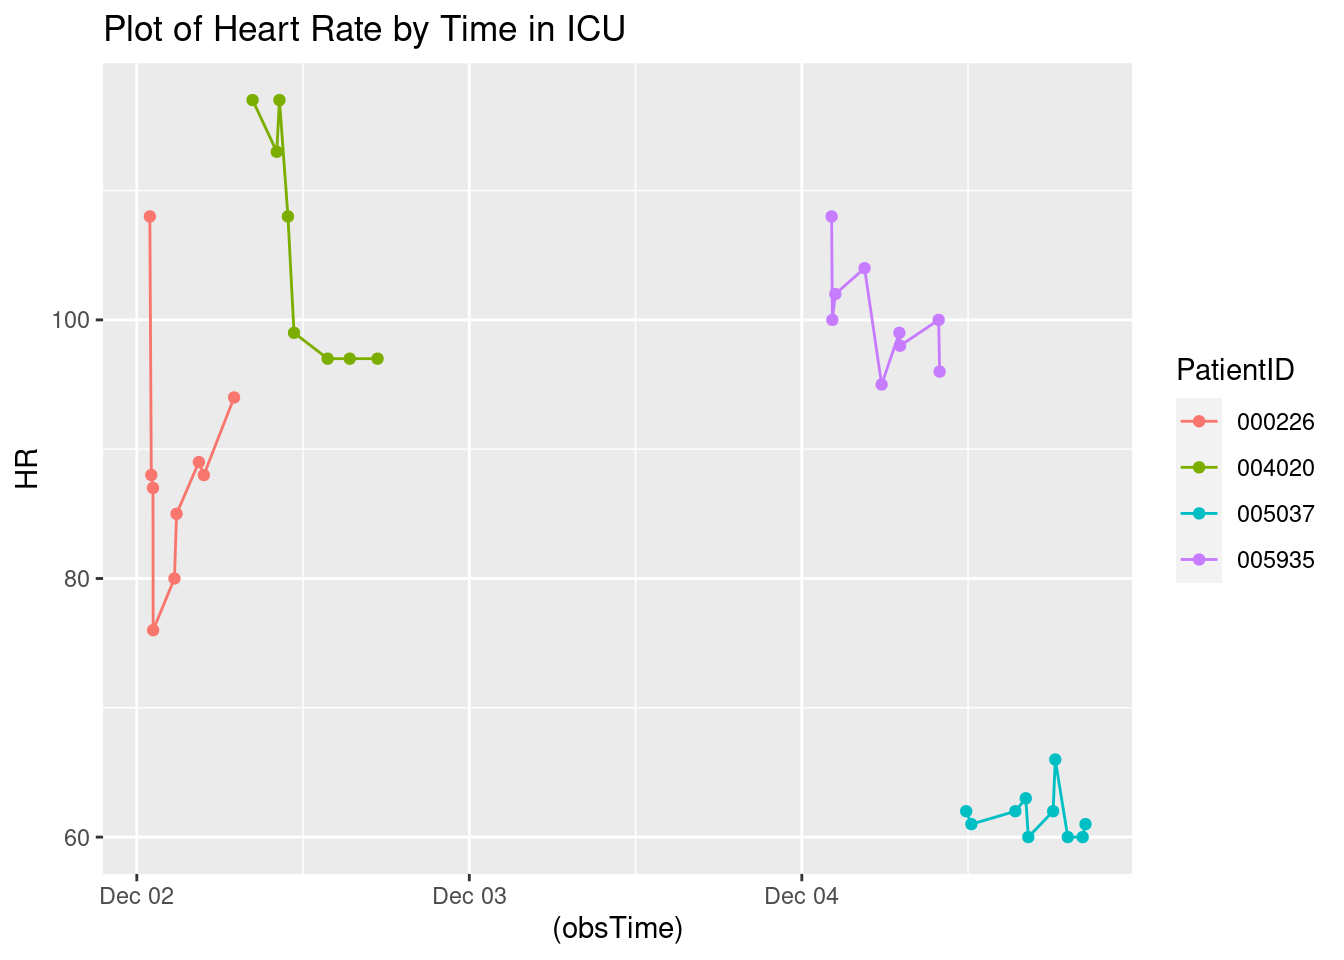 Plot of Heart Rate by Time in ICU
HR
100
80
60
Dec 02
Dec 03
Dec 04
(obsTime)
PatientID
000226
004020
005037
005935